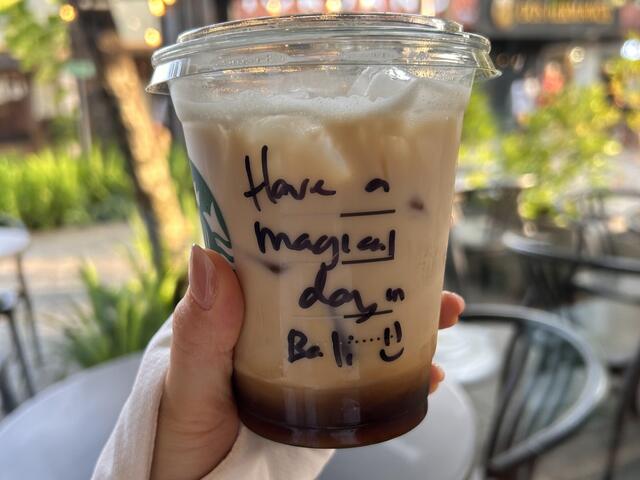 Have a
magical
day in
Bali :)